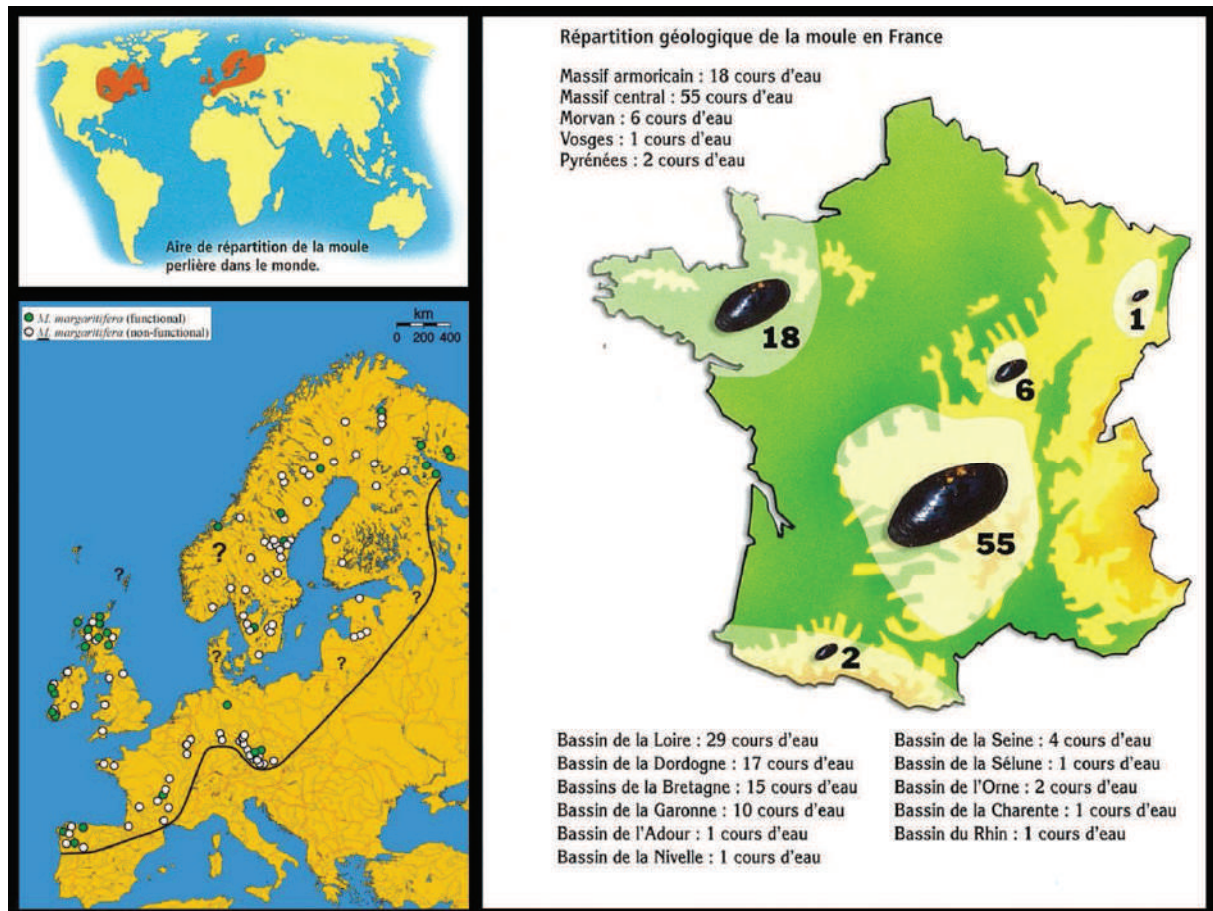 Aire de répartition de la moule
perlière dans le monde.
M. margaritifera (functional)
M. margaritifera (non-functional)
km
0 200 400
?
?
?
?
?
Répartition géologique de la moule en France
Massif armoricain : 18 cours d'eau
Massif central : 55 cours d'eau
Morvan : 6 cours d'eau
Vosges : 1 cours d'eau
Pyrénées : 2 cours d'eau
18
1
6
55
2
Bassin de la Loire : 29 cours d'eau
Bassin de la Dordogne : 17 cours d'eau
Bassins de la Bretagne : 15 cours d'eau
Bassin de la Garonne : 10 cours d'eau
Bassin de l'Adour : 1 cours d'eau
Bassin de la Nivelle : 1 cours d'eau
Bassin de la Seine : 4 cours d'eau
Bassin de la Sélune : 1 cours d'eau
Bassin de l'Orne : 2 cours d'eau
Bassin de la Charente : 1 cours d'eau
Bassin du Rhin : 1 cours d'eau